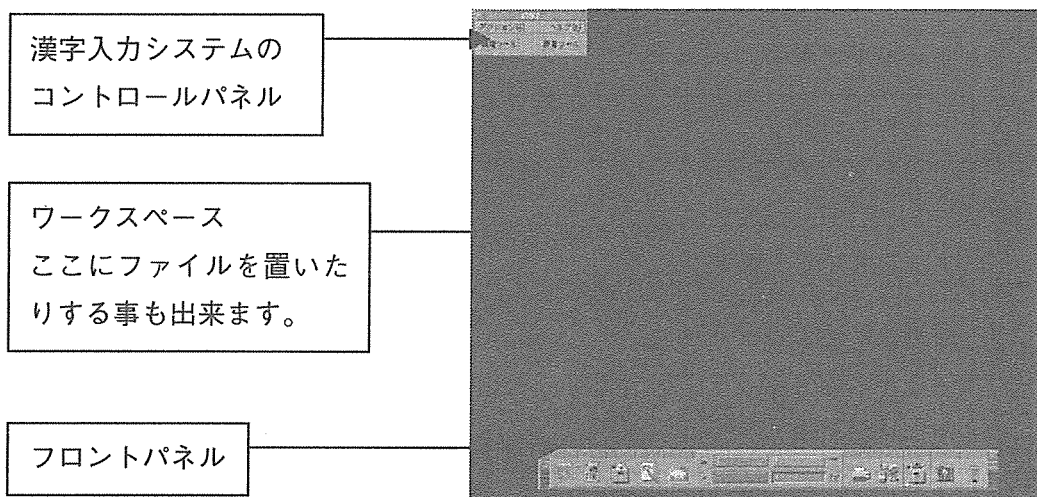 漢字入力システムの
コントロールパネル
ワークスペース
ここにファイルを置いた
りする事も出来ます。
フロントパネル